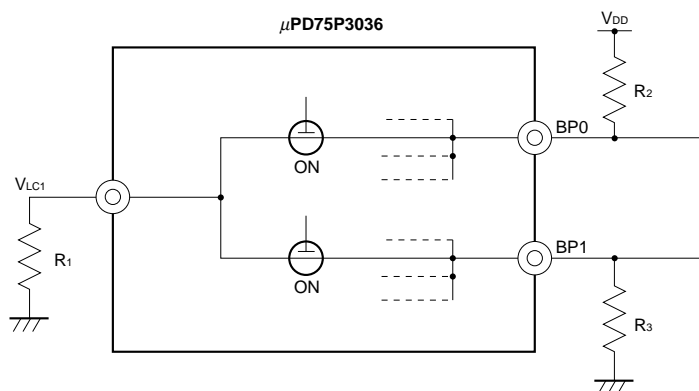 μPD75P3036
VDD
R2
BP0
ON
VLC1
R1
BP1
ON
R3